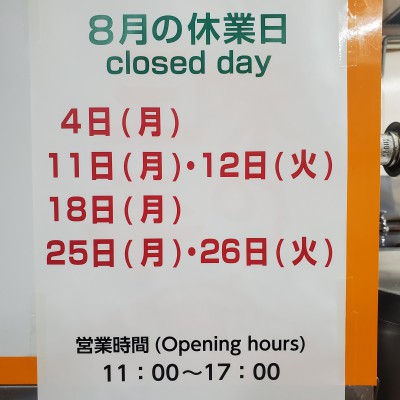 8月の休業日
closed day
4日(月)
11日(月)・12日(火)
18日(月)
25日(月)・26日(火)
営業時間(Opening hours)
11：00～17：00